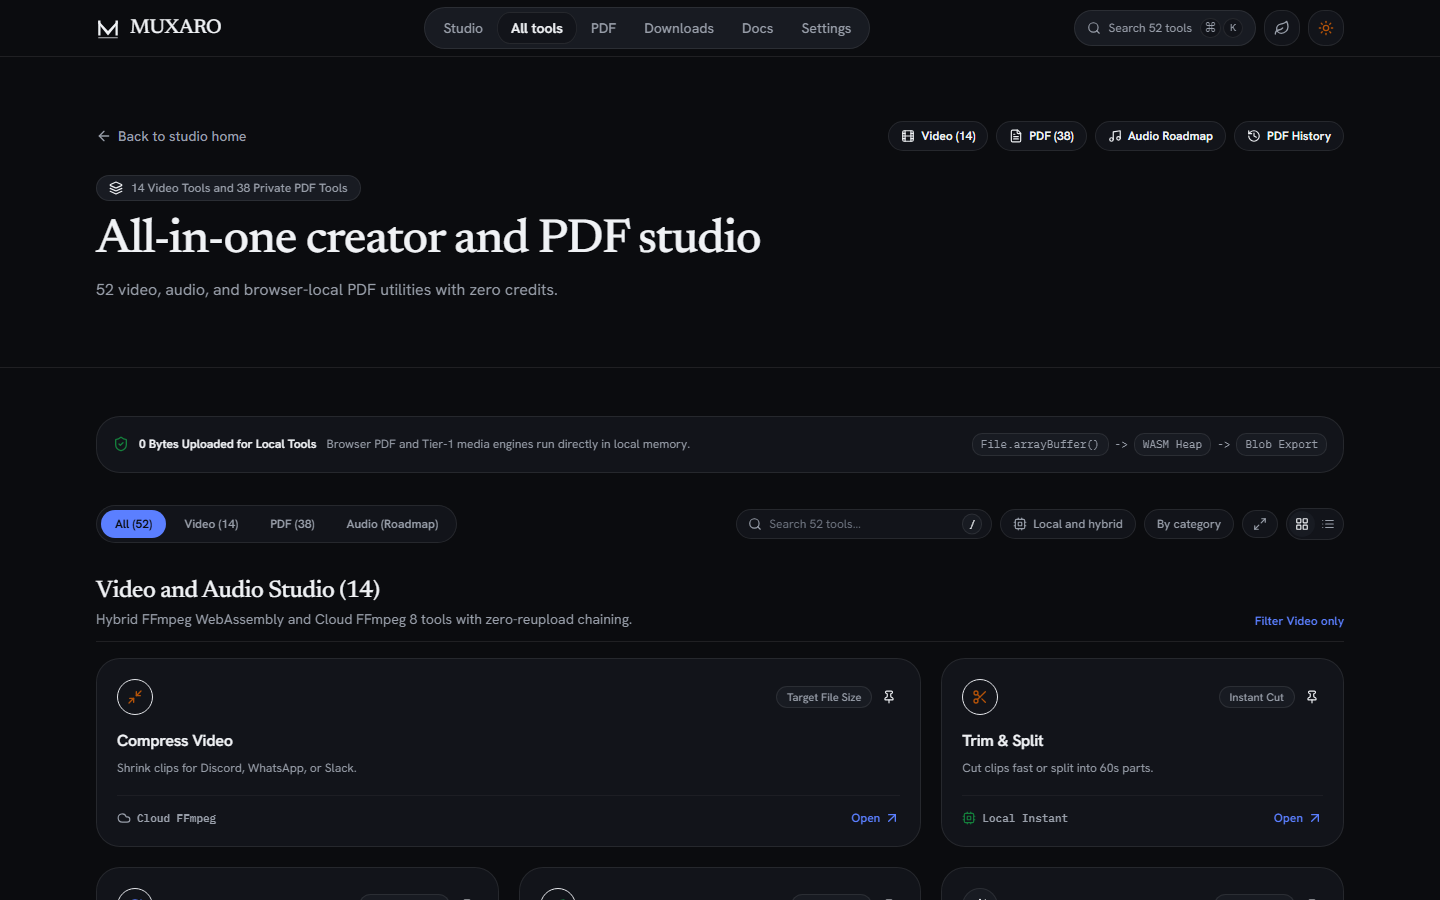 MUXARO
Studio All tools PDF Downloads Docs Settings
Search 52 tools ⌘ K
Back to studio home
Video (14) PDF (38) Audio Roadmap PDF History
14 Video Tools and 38 Private PDF Tools
All-in-one creator and PDF studio
52 video, audio, and browser-local PDF utilities with zero credits.
0 Bytes Uploaded for Local Tools Browser PDF and Tier-1 media engines run directly in local memory.
File.arrayBuffer() -> WASM Heap -> Blob Export
All (52) Video (14) PDF (38) Audio (Roadmap)
Search 52 tools... /
Local and hybrid
By category
Video and Audio Studio (14)
Hybrid FFmpeg WebAssembly and Cloud FFmpeg 8 tools with zero-reupload chaining.
Filter Video only
Target File Size
Compress Video
Shrink clips for Discord, WhatsApp, or Slack.
Cloud FFmpeg
Open
Instant Cut
Trim & Split
Cut clips fast or split into 60s parts.
Local Instant
Open